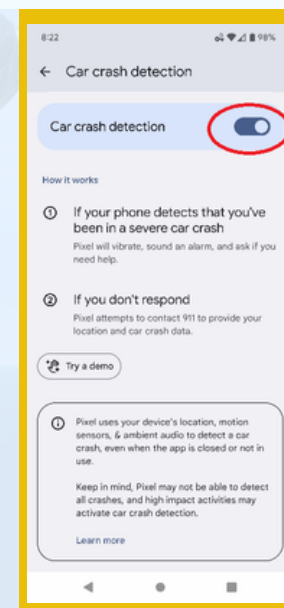 8:22
98%
Car crash detection
Car crash detection
How it works
1
If your phone detects that you've
been in a severe car crash
Pixel will vibrate, sound an alarm, and ask if you
need help.
2
If you don't respond
Pixel attempts to contact 911 to provide your
location and car crash data.
Try a demo
Pixel uses your device's location, motion
sensors, & ambient audio to detect a car
crash, even when the app is closed or not in
use.
Keep in mind, Pixel may not be able to detect
all crashes, and high impact activities may
activate car crash detection.
Learn more